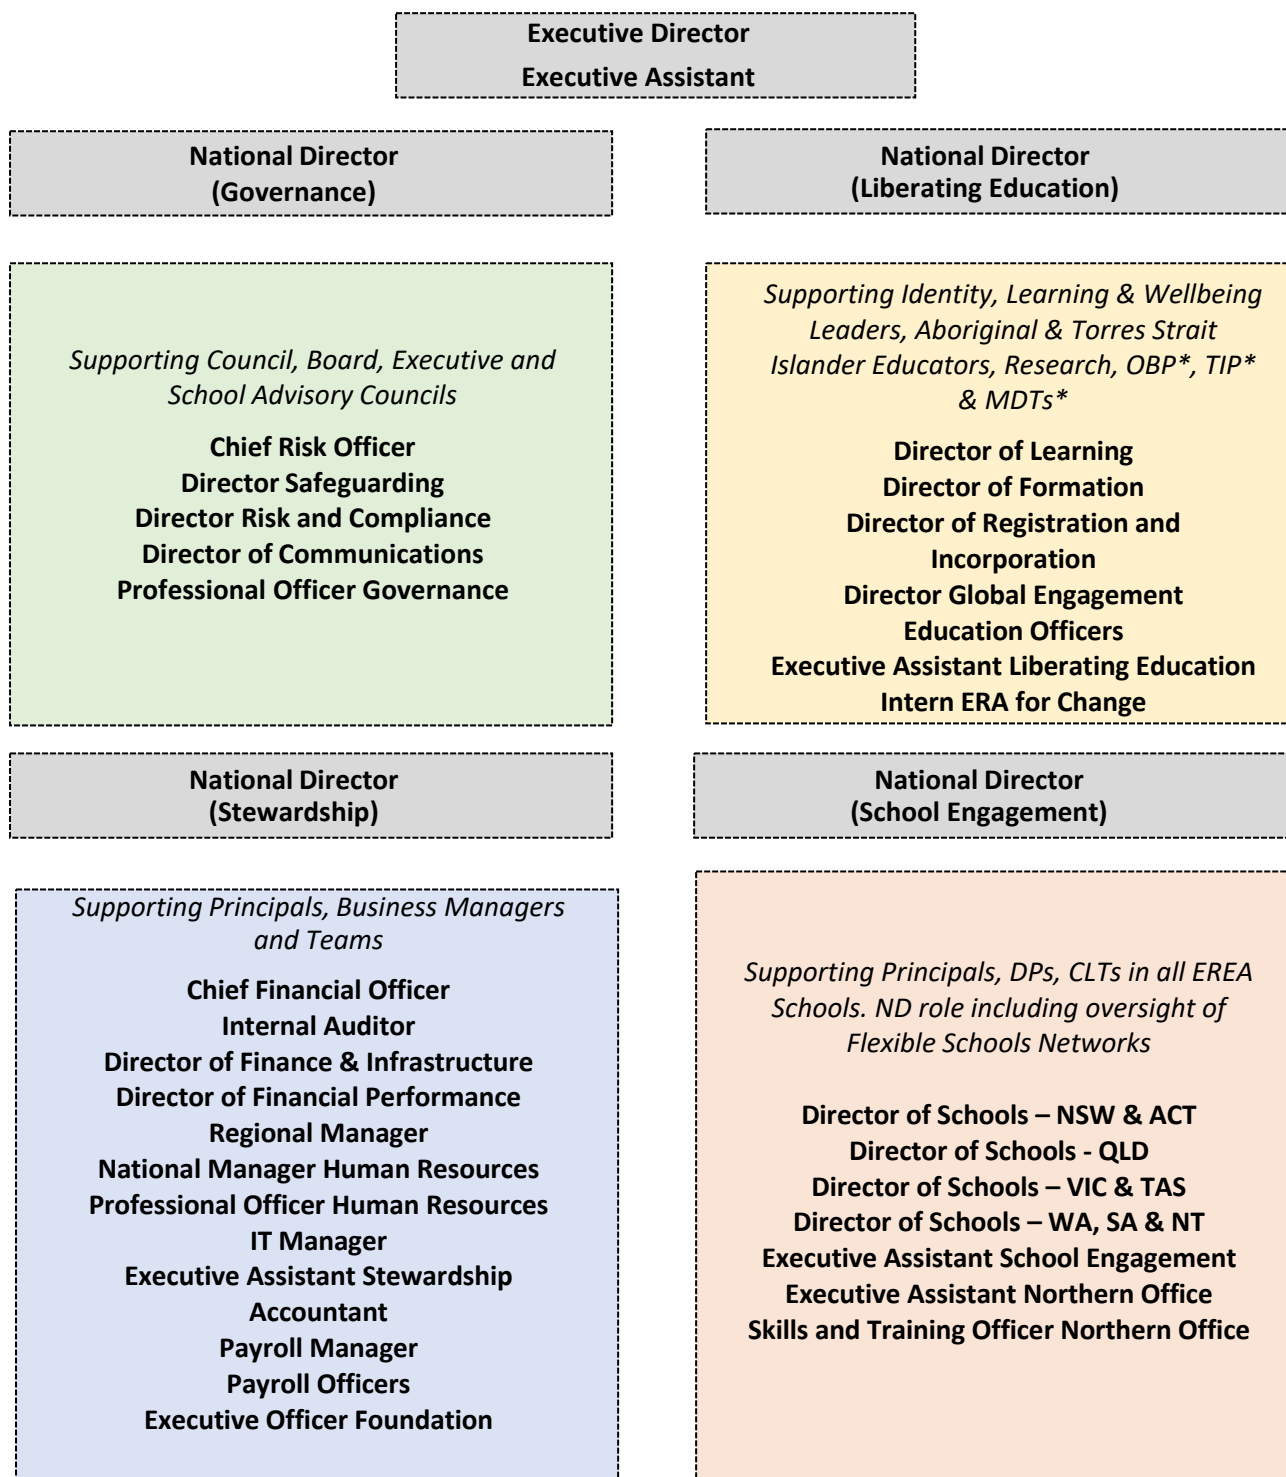 Executive Director
Executive Assistant
National Director
(Governance)
National Director
(Liberating Education)
Supporting Council, Board, Executive and
School Advisory Councils
Chief Risk Officer
Director Safeguarding
Director Risk and Compliance
Director of Communications
Professional Officer Governance
Supporting Identity, Learning & Wellbeing
Leaders, Aboriginal & Torres Strait
Islander Educators, Research, OBP*, TIP*
& MDTs*
Director of Learning
Director of Formation
Director of Registration and
Incorporation
Director Global Engagement
Education Officers
Executive Assistant Liberating Education
Intern ERA for Change
National Director
(Stewardship)
National Director
(School Engagement)
Supporting Principals, Business Managers
and Teams
Chief Financial Officer
Internal Auditor
Director of Finance & Infrastructure
Director of Financial Performance
Regional Manager
National Manager Human Resources
Professional Officer Human Resources
IT Manager
Executive Assistant Stewardship
Accountant
Payroll Manager
Payroll Officers
Executive Officer Foundation
Supporting Principals, DPs, CLTs in all EREA
Schools. ND role including oversight of
Flexible Schools Networks
Director of Schools – NSW & ACT
Director of Schools - QLD
Director of Schools – VIC & TAS
Director of Schools – WA, SA & NT
Executive Assistant School Engagement
Executive Assistant Northern Office
Skills and Training Officer Northern Office